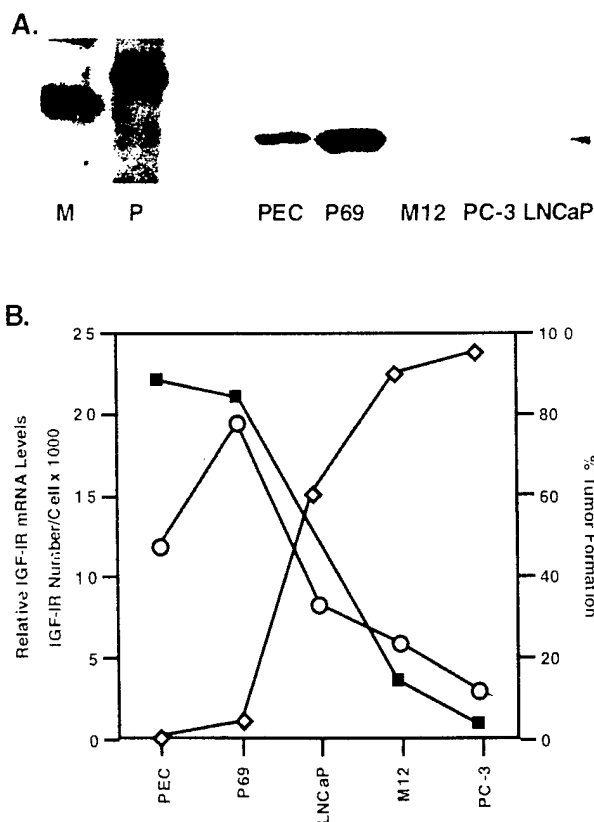 A.
M P PEC P69 M12 PC-3 LNCaP
B.
25
20
15
10
5
0
Relative IGF-IR mRNA Levels
IGF-IR Number/Cell x 1000
100
80
60
40
20
0
% Tumor Formation
PEC
P69
LNCaP
M12
PC-3